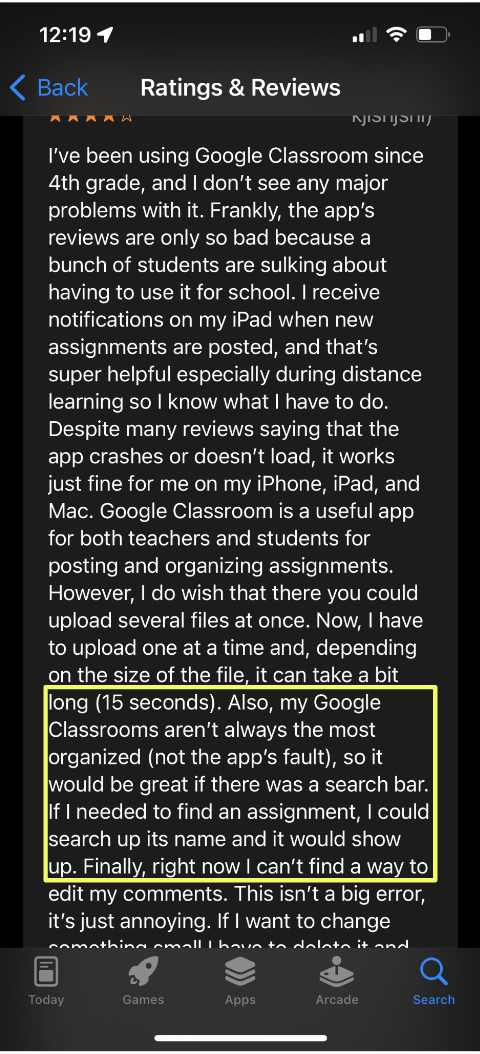 12:19
Back
Ratings & Reviews
I’ve been using Google Classroom since
4th grade, and I don’t see any major
problems with it. Frankly, the app’s
reviews are only so bad because a
bunch of students are sulking about
having to use it for school. I receive
notifications on my iPad when new
assignments are posted, and that’s
super helpful especially during distance
learning so I know what I have to do.
Despite many reviews saying that the
app crashes or doesn’t load, it works
just fine for me on my iPhone, iPad, and
Mac. Google Classroom is a useful app
for both teachers and students for
posting and organizing assignments.
However, I do wish that there you could
upload several files at once. Now, I have
to upload one at a time and, depending
on the size of the file, it can take a bit
long (15 seconds). Also, my Google
Classrooms aren’t always the most
organized (not the app’s fault), so it
would be great if there was a search bar.
If I needed to find an assignment, I could
search up its name and it would show
up. Finally, right now I can’t find a way to
edit my comments. This isn’t a big error,
it’s just annoying. If I want to change
something small I have to delete it and
Today
Games
Apps
Arcade
Search